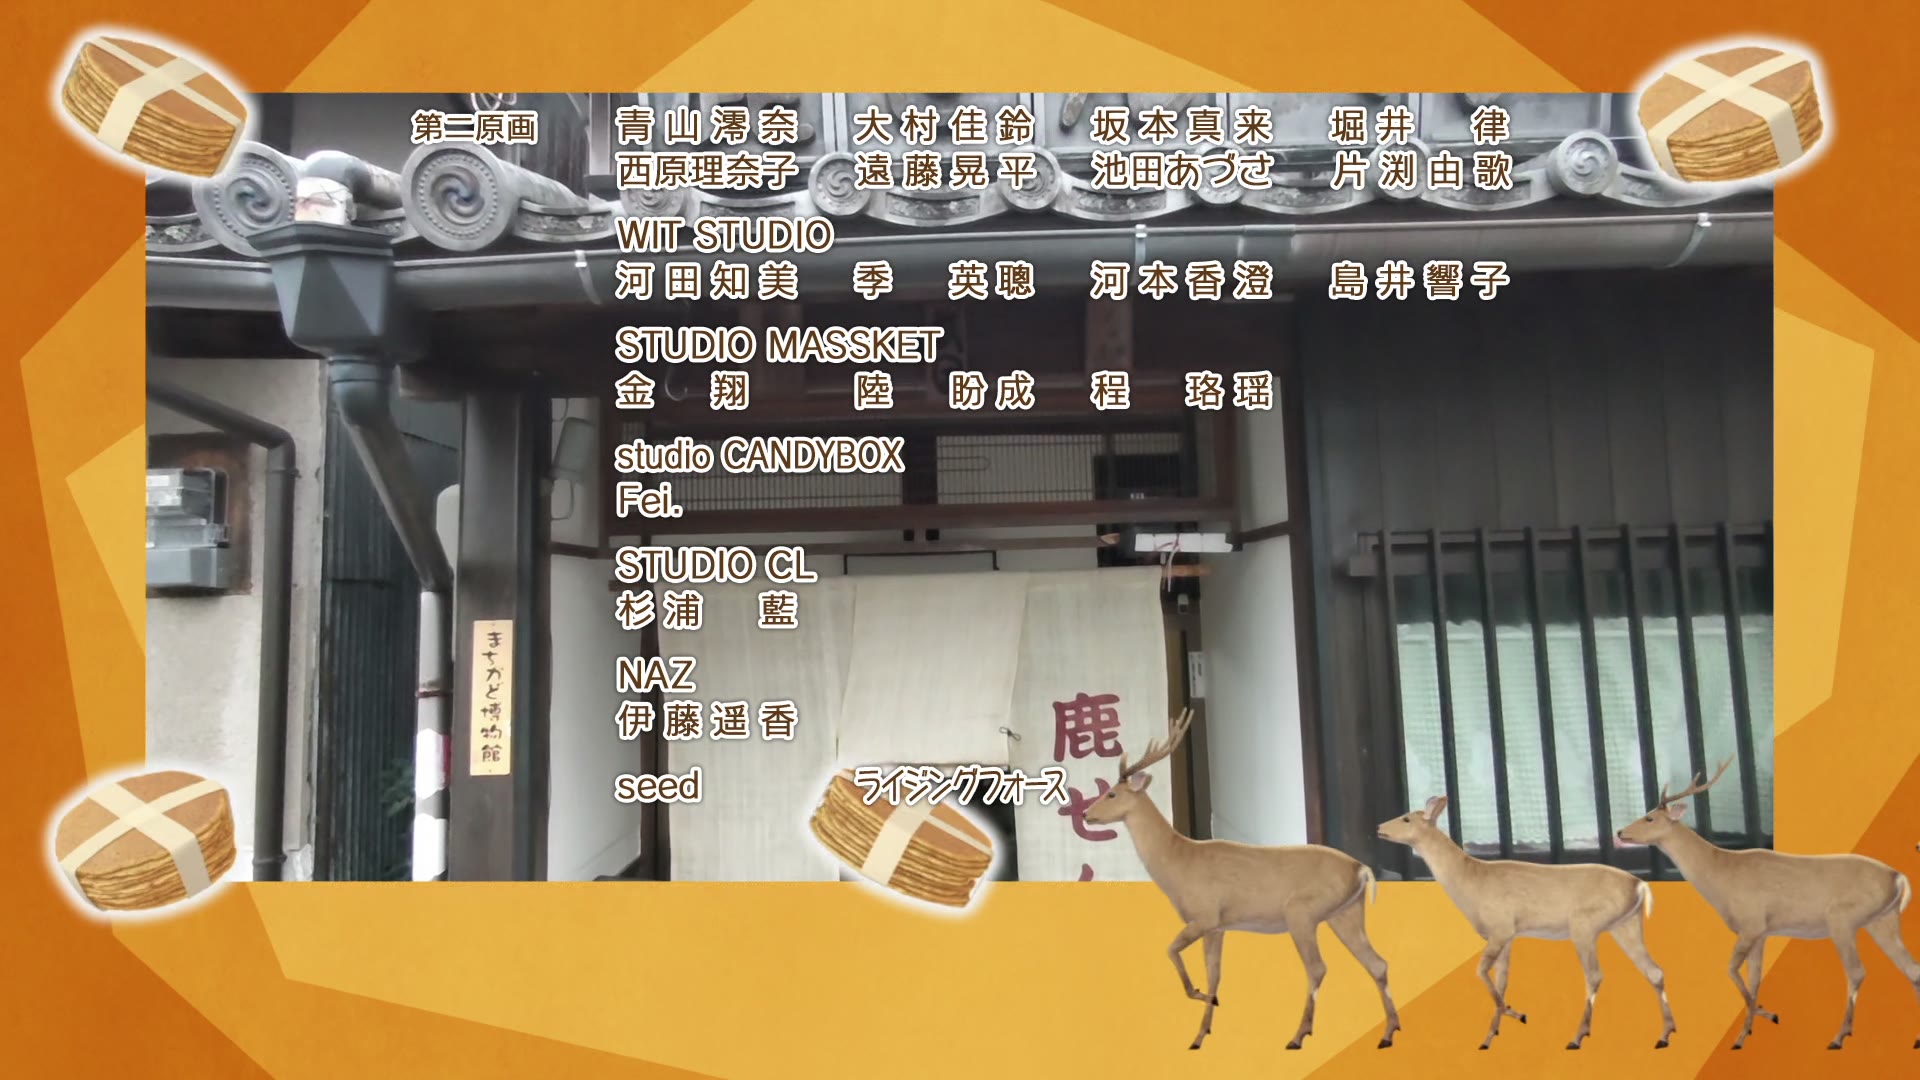 第二原画 青山澪奈 大村佳鈴 坂本真来 堀井律
西原理奈子 遠藤晃平 池田あづさ 片渕由歌
WIT STUDIO
河田知美 季英聰 河本香澄 島井響子
STUDIO MASSKET
金翔 陸盼成 程珞瑶
studio CANDYBOX
Fei.
STUDIO CL
杉浦藍
NAZ
伊藤遥香
seed ライジングフォース
まちかど博物館
鹿せ